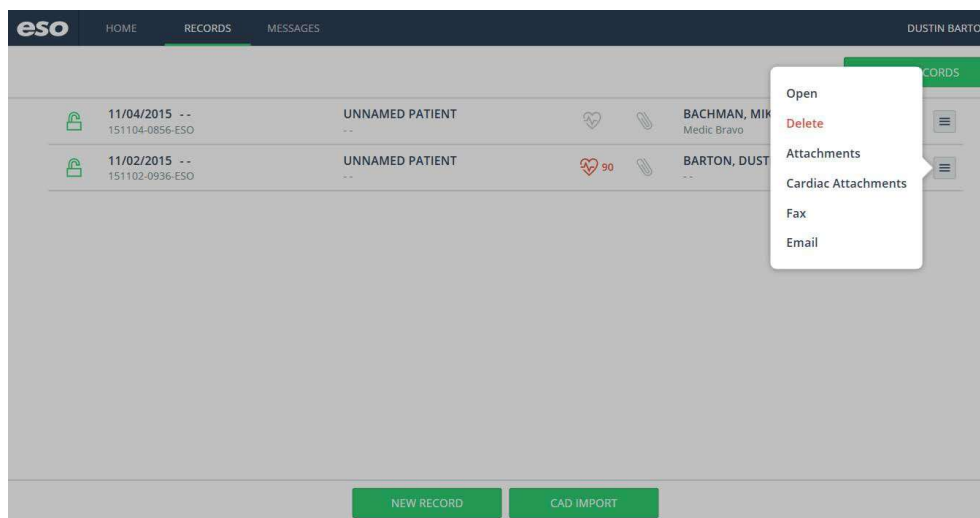 eso HOME RECORDS MESSAGES DUSTIN BARTO
CORDS
11/04/2015 - - UNNAMED PATIENT BACHMAN, MIK
151104-0856-ESO - - Medic Bravo
11/02/2015 - - UNNAMED PATIENT 90 BARTON, DUST
151102-0936-ESO - - - -
Open
Delete
Attachments
Cardiac Attachments
Fax
Email
NEW RECORD CAD IMPORT